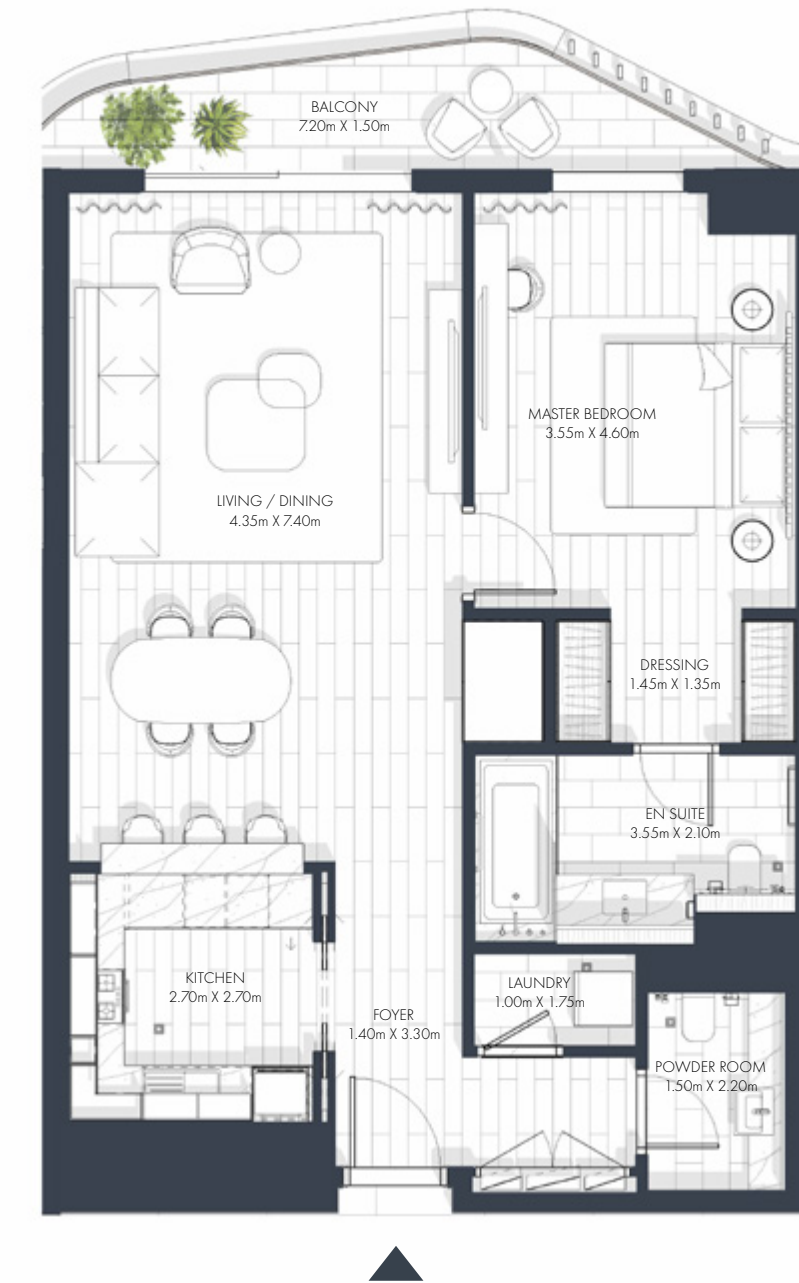 BALCONY
7.20m X 1.50m
MASTER BEDROOM
3.55m X 4.60m
LIVING / DINING
4.35m X 7.40m
DRESSING
1.45m X 1.35m
EN SUITE
3.55m X 2.10m
KITCHEN
2.70m X 2.70m
LAUNDRY
1.00m X 1.75m
FOYER
1.40m X 3.30m
POWDER ROOM
1.50m X 2.20m